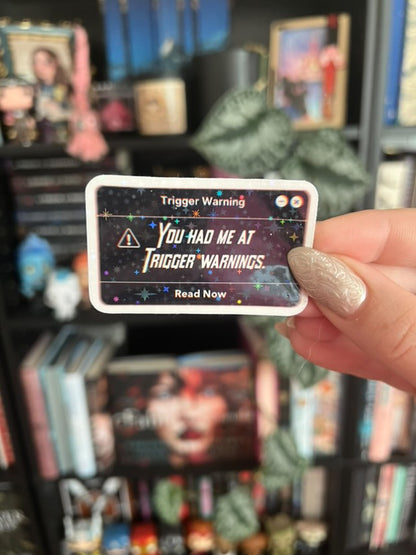 Trigger Warning
You had me at
Trigger warnings.
Read Now